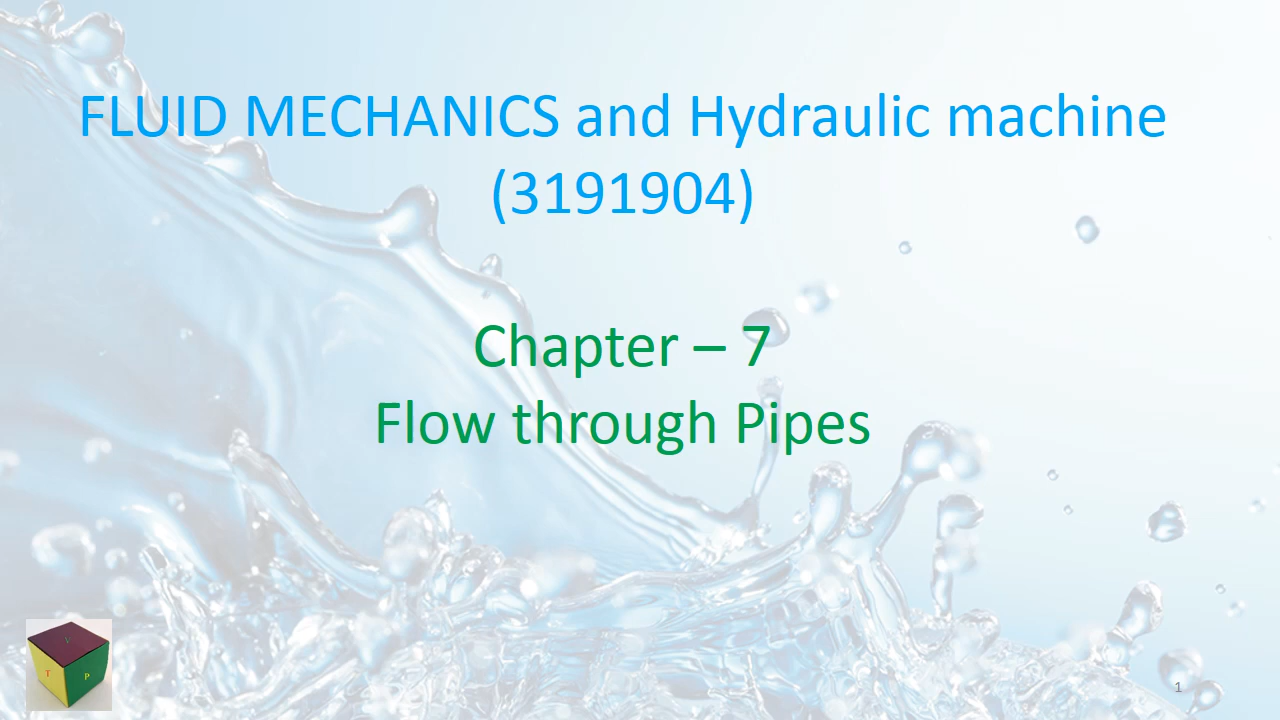 FLUID MECHANICS and Hydraulic machine
(3191904)
Chapter – 7
Flow through Pipes
V
T P
1